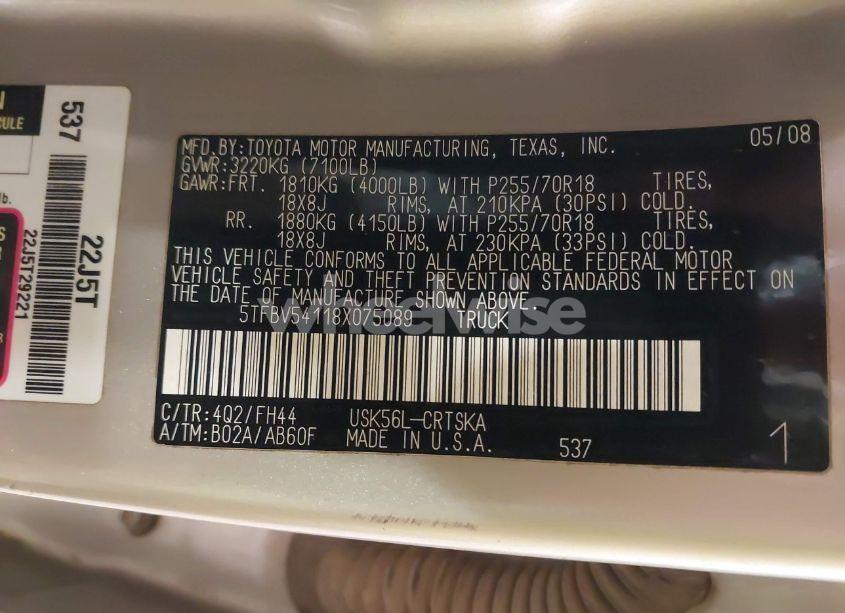 MFD.BY:TOYOTA MOTOR MANUFACTURING, TEXAS, INC. 05/08
GVWR:3220KG (7100LB)
GAWR:FRT. 1810KG (4000LB) WITH P255/70R18 TIRES,
18X8J RIMS, AT 210KPA (30PSI) COLD.
RR. 1880KG (4150LB) WITH P255/70R18 TIRES,
18X8J RIMS, AT 230KPA (33PSI) COLD.
THIS VEHICLE CONFORMS TO ALL APPLICABLE FEDERAL MOTOR
VEHICLE SAFETY AND THEFT PREVENTION STANDARDS IN EFFECT ON
THE DATE OF MANUFACTURE SHOWN ABOVE.
5TFBV54118X075089 TRUCK
C/TR:4Q2/FH44 USK56L-CRTSKA
A/TM:B02A/AB60F MADE IN U.S.A. 537 1
537
22J5T
22J5T29221
wheelwise